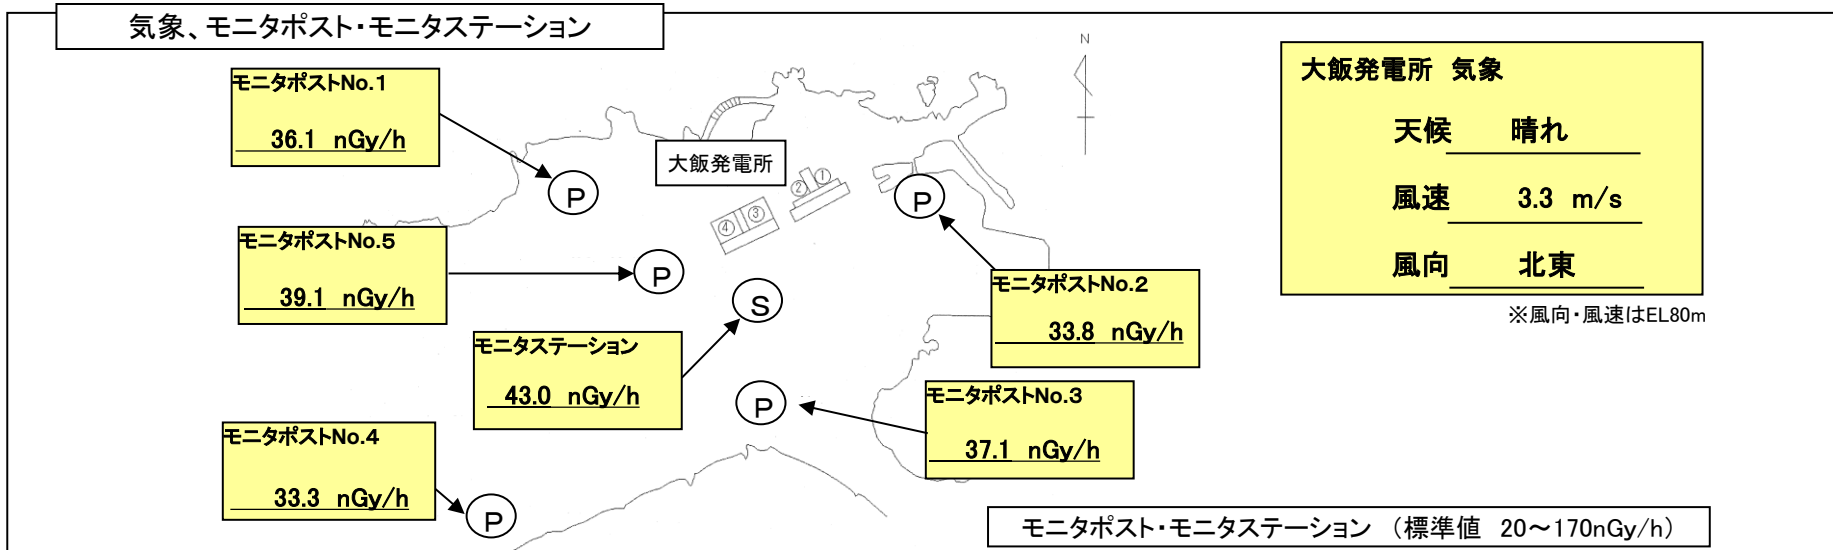 気象、モニタポスト・モニタステーション
モニタポストNo.1
36.1 nGy/h
N
大飯発電所 気象
天候 晴れ
風速 3.3 m/s
風向 北東
※風向・風速はEL80m
大飯発電所
P
①
②
③
④
P
モニタポストNo.5
39.1 nGy/h
P
S
モニタポストNo.2
33.8 nGy/h
モニタステーション
43.0 nGy/h
P
モニタポストNo.3
37.1 nGy/h
モニタポストNo.4
33.3 nGy/h
P
モニタポスト・モニタステーション （標準値 20～170nGy/h）